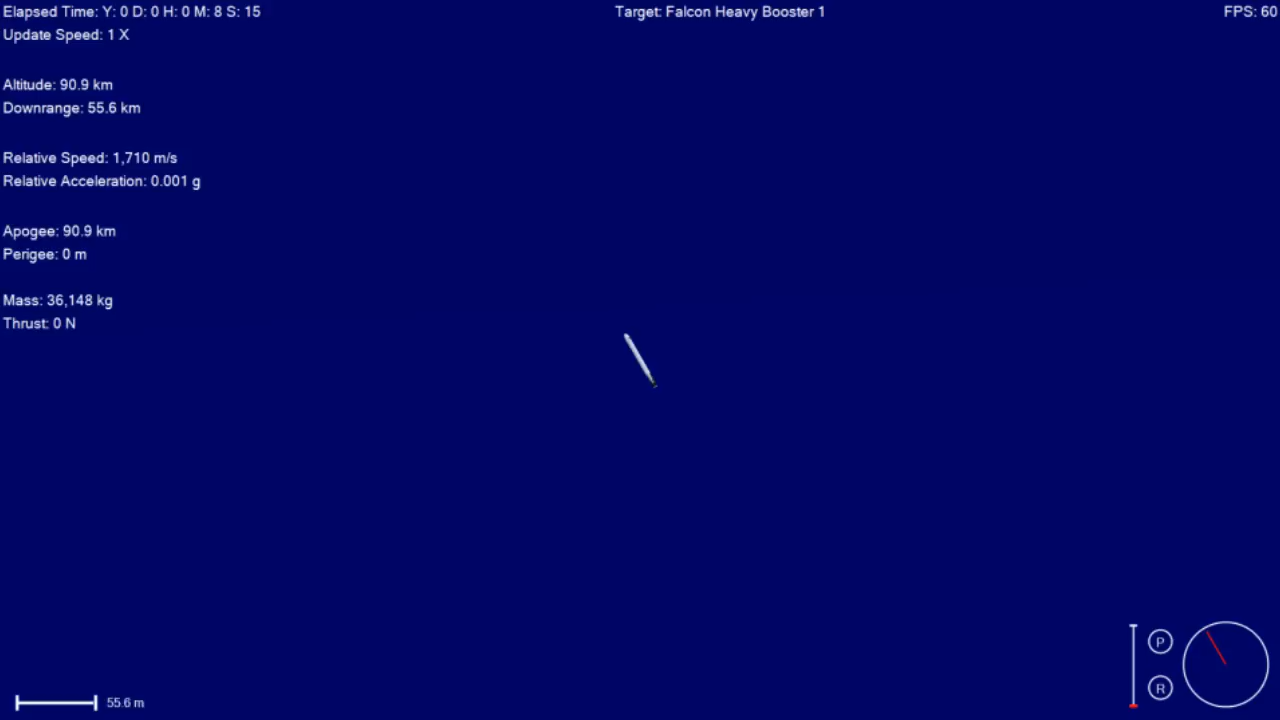 Elapsed Time: Y: 0 D: 0 H: 0 M: 8 S: 15
Target: Falcon Heavy Booster 1
FPS: 60
Update Speed: 1 X
Altitude: 90.9 km
Downrange: 55.6 km
Relative Speed: 1,710 m/s
Relative Acceleration: 0.001 g
Apogee: 90.9 km
Perigee: 0 m
Mass: 36,148 kg
Thrust: 0 N
P
R
55.6 m